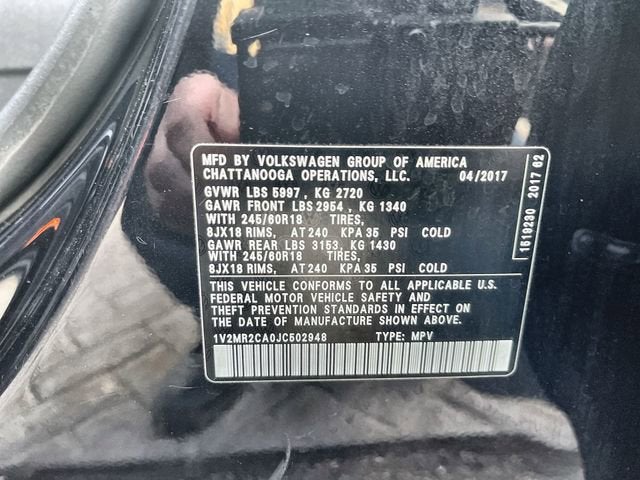 MFD BY VOLKSWAGEN GROUP OF AMERICA
CHATTANOOGA OPERATIONS, LLC. 04/2017
GVWR LBS 5997, KG 2720
GAWR FRONT LBS 2954 , KG 1340
WITH 245/60R18 TIRES,
8JX18 RIMS, AT 240 KPA 35 PSI COLD
GAWR REAR LBS 3153, KG 1430
WITH 245/60R18 TIRES,
8JX18 RIMS, AT 240 KPA 35 PSI COLD
THIS VEHICLE CONFORMS TO ALL APPLICABLE U.S.
FEDERAL MOTOR VEHICLE SAFETY AND
THEFT PREVENTION STANDARDS IN EFFECT ON
THE DATE OF MANUFACTURE SHOWN ABOVE.
1V2MR2CA0JC502948 TYPE: MPV
1519230 2017 62